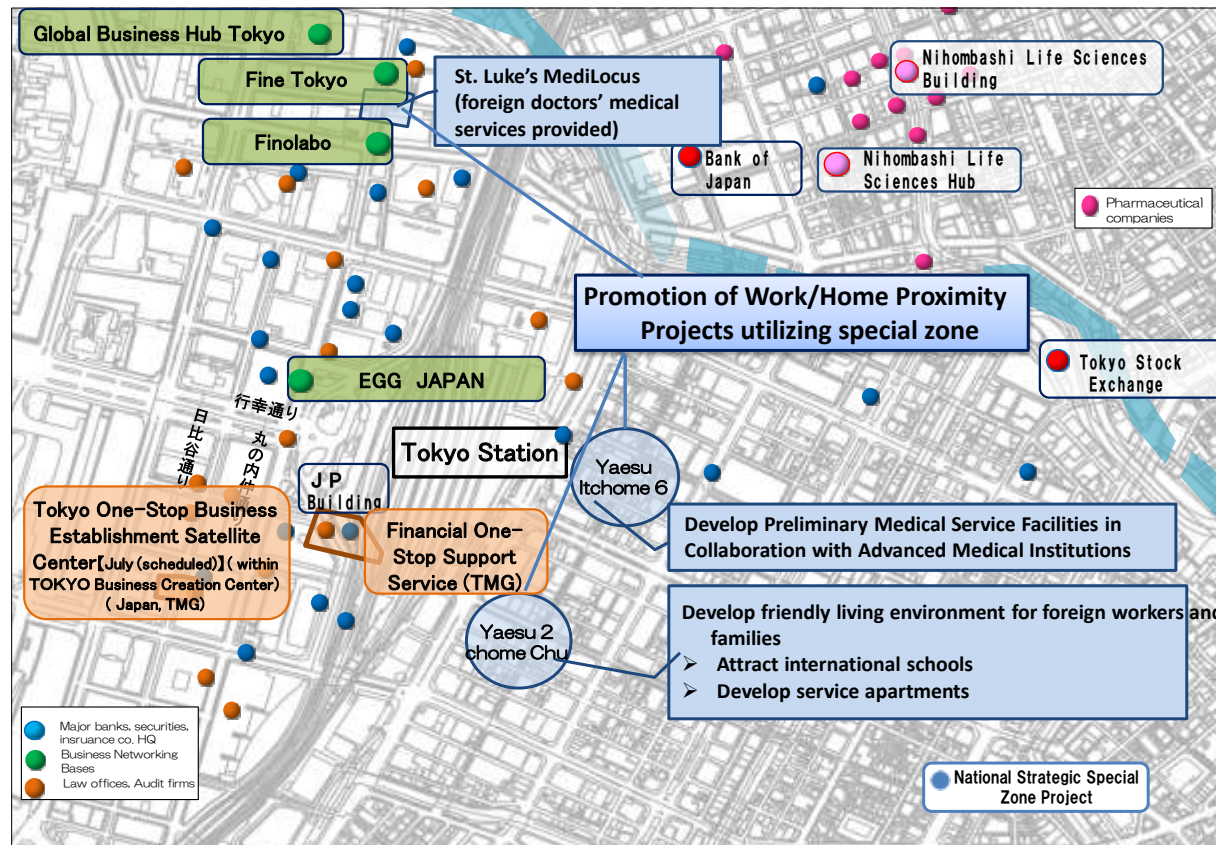 Global Business Hub Tokyo
Fine Tokyo
Finolabo
St. Luke's MediLocus
(foreign doctors' medical
services provided)
Bank of
Japan
Nihombashi Life Sciences
Building
Nihombashi Life
Sciences Hub
Pharmaceutical
companies
Promotion of Work/Home Proximity
Projects utilizing special zone
Tokyo Stock
Exchange
EGG JAPAN
行幸通り
日比谷通り
丸の内仲
Tokyo Station
Yaesu
Itchome 6
JP
Building
Tokyo One-Stop Business
Establishment Satellite
Center【July (scheduled)】( within
TOKYO Business Creation Center)
( Japan, TMG)
Financial One-
Stop Support
Service (TMG)
Develop Preliminary Medical Service Facilities in
Collaboration with Advanced Medical Institutions
Yaesu 2
chome Chu
Develop friendly living environment for foreign workers and
families
➢ Attract international schools
➢ Develop service apartments
Major banks, securities,
insruance co. HQ
Business Networking
Bases
Law offices, Audit firms
National Strategic Special
Zone Project